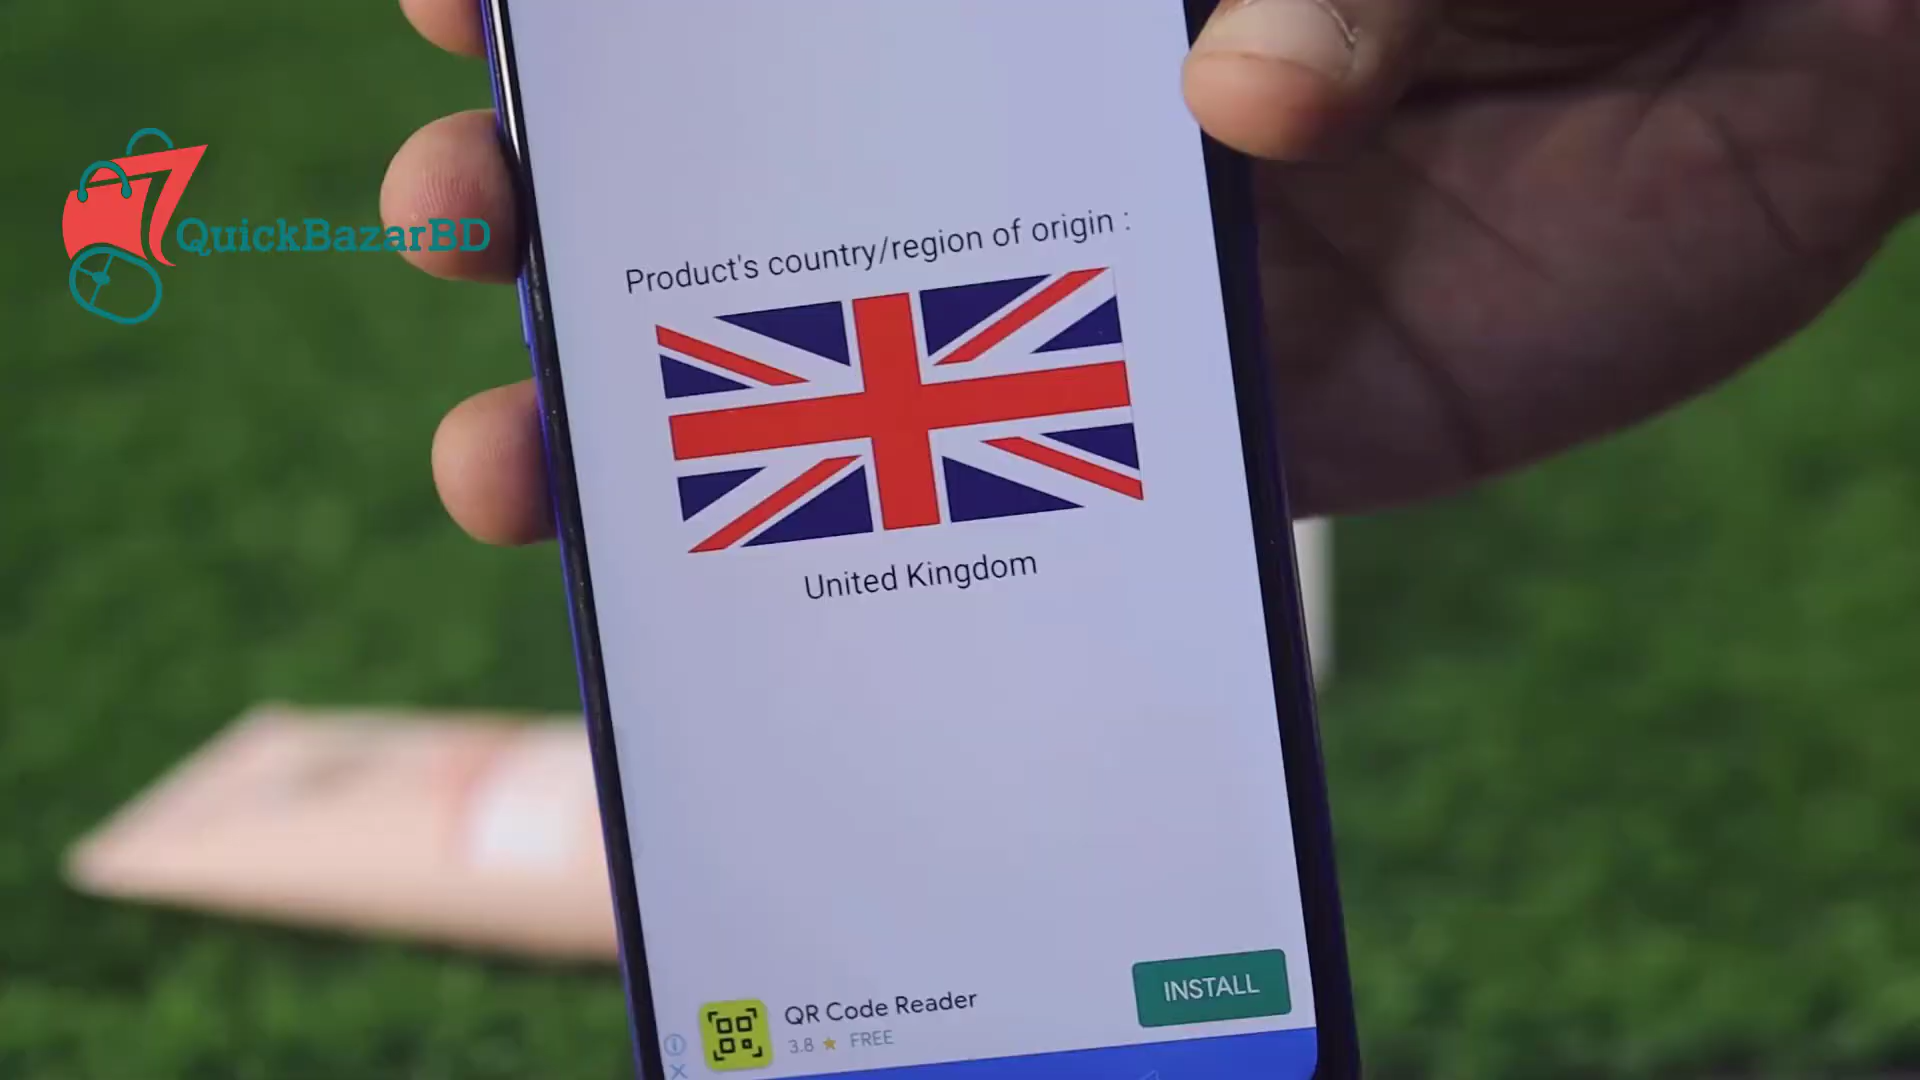 QuickBazarBD
Product's country/region of origin :
United Kingdom
QR Code Reader
3.8 ★ FREE
INSTALL